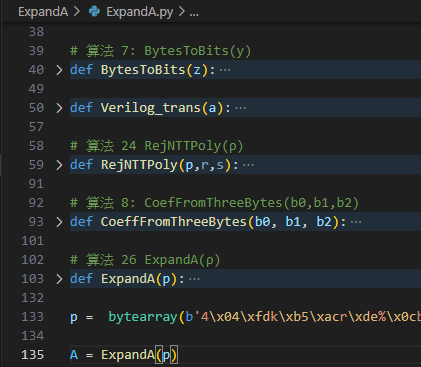 ExpandA > ExpandA.py > ...
38
39 # 算法 7: BytesToBits(y)
40 > def BytesToBits(z): ...
49
50 > def Verilog_trans(a): ...
57
58 # 算法 24 RejNTTPoly(ρ)
59 > def RejNTTPoly(p,r,s): ...
91
92 # 算法 8: CoefFromThreeBytes(b0,b1,b2)
93 > def CoeffFromThreeBytes(b0, b1, b2): ...
101
102 # 算法 26 ExpandA(ρ)
103 > def ExpandA(p): ...
132
133 p =  bytearray(b'4\x04\xfdk\xb5\xacr\xde%\x0cb
134
135 A = ExpandA(p)